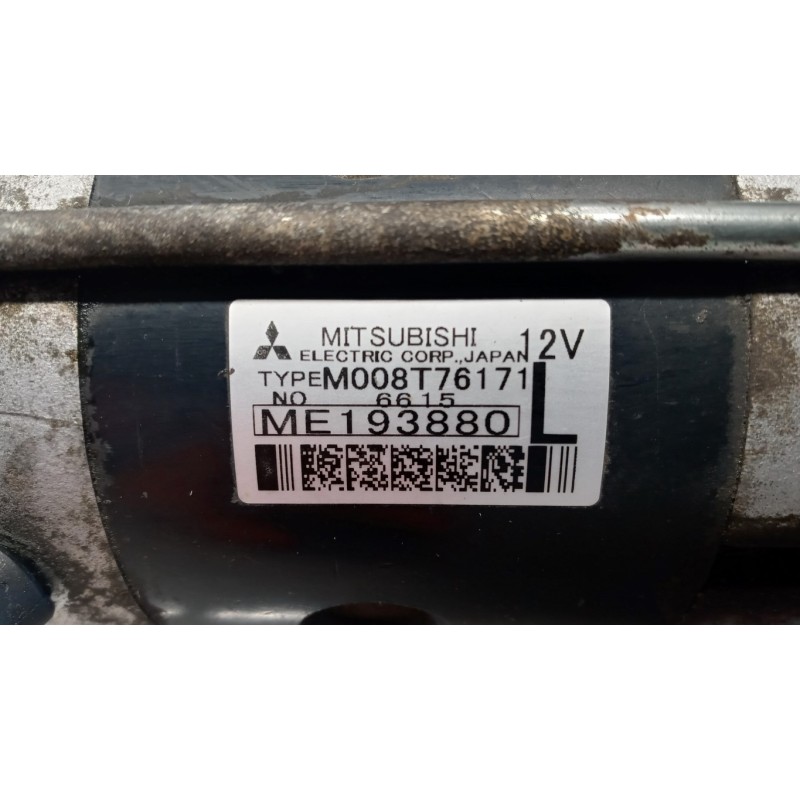 MITSUBISHI 12V
ELECTRIC CORP.,JAPAN
TYPE M008T76171
NO 6615
ME193880 L